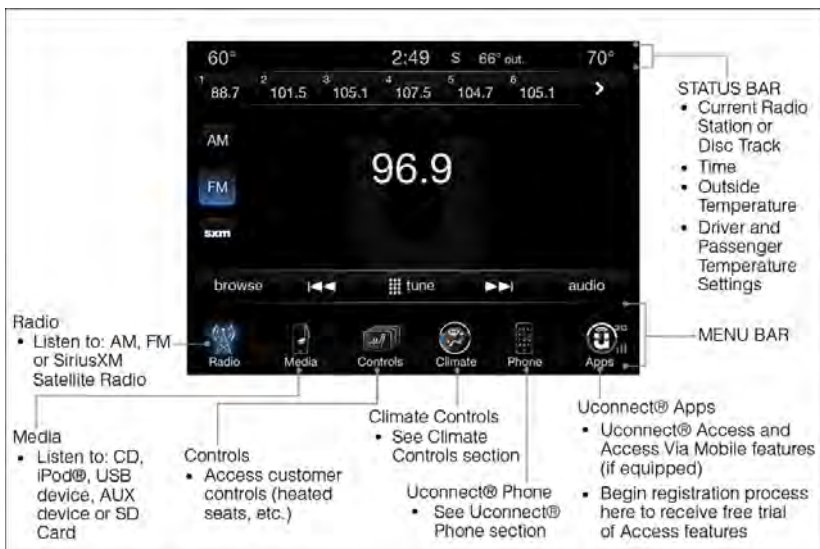 60° 2:49 S 66° out. 70°
1 2 3 4 5 6
88.7 101.5 105.1 107.5 104.7 105.1 >
AM
FM
sxm
96.9
browse tune audio
Radio Media Controls Climate Phone Apps
3G
STATUS BAR
• Current Radio
Station or
Disc Track
• Time
• Outside
Temperature
• Driver and
Passenger
Temperature
Settings
MENU BAR
Radio
• Listen to: AM, FM
or SiriusXM
Satellite Radio
Media
• Listen to: CD,
iPod®, USB
device, AUX
device or SD
Card
Controls
• Access customer
controls (heated
seats, etc.)
Climate Controls
• See Climate
Controls section
Uconnect® Phone
• See Uconnect®
Phone section
Uconnect® Apps
• Uconnect® Access and
Access Via Mobile features
(if equipped)
• Begin registration process
here to receive free trial
of Access features